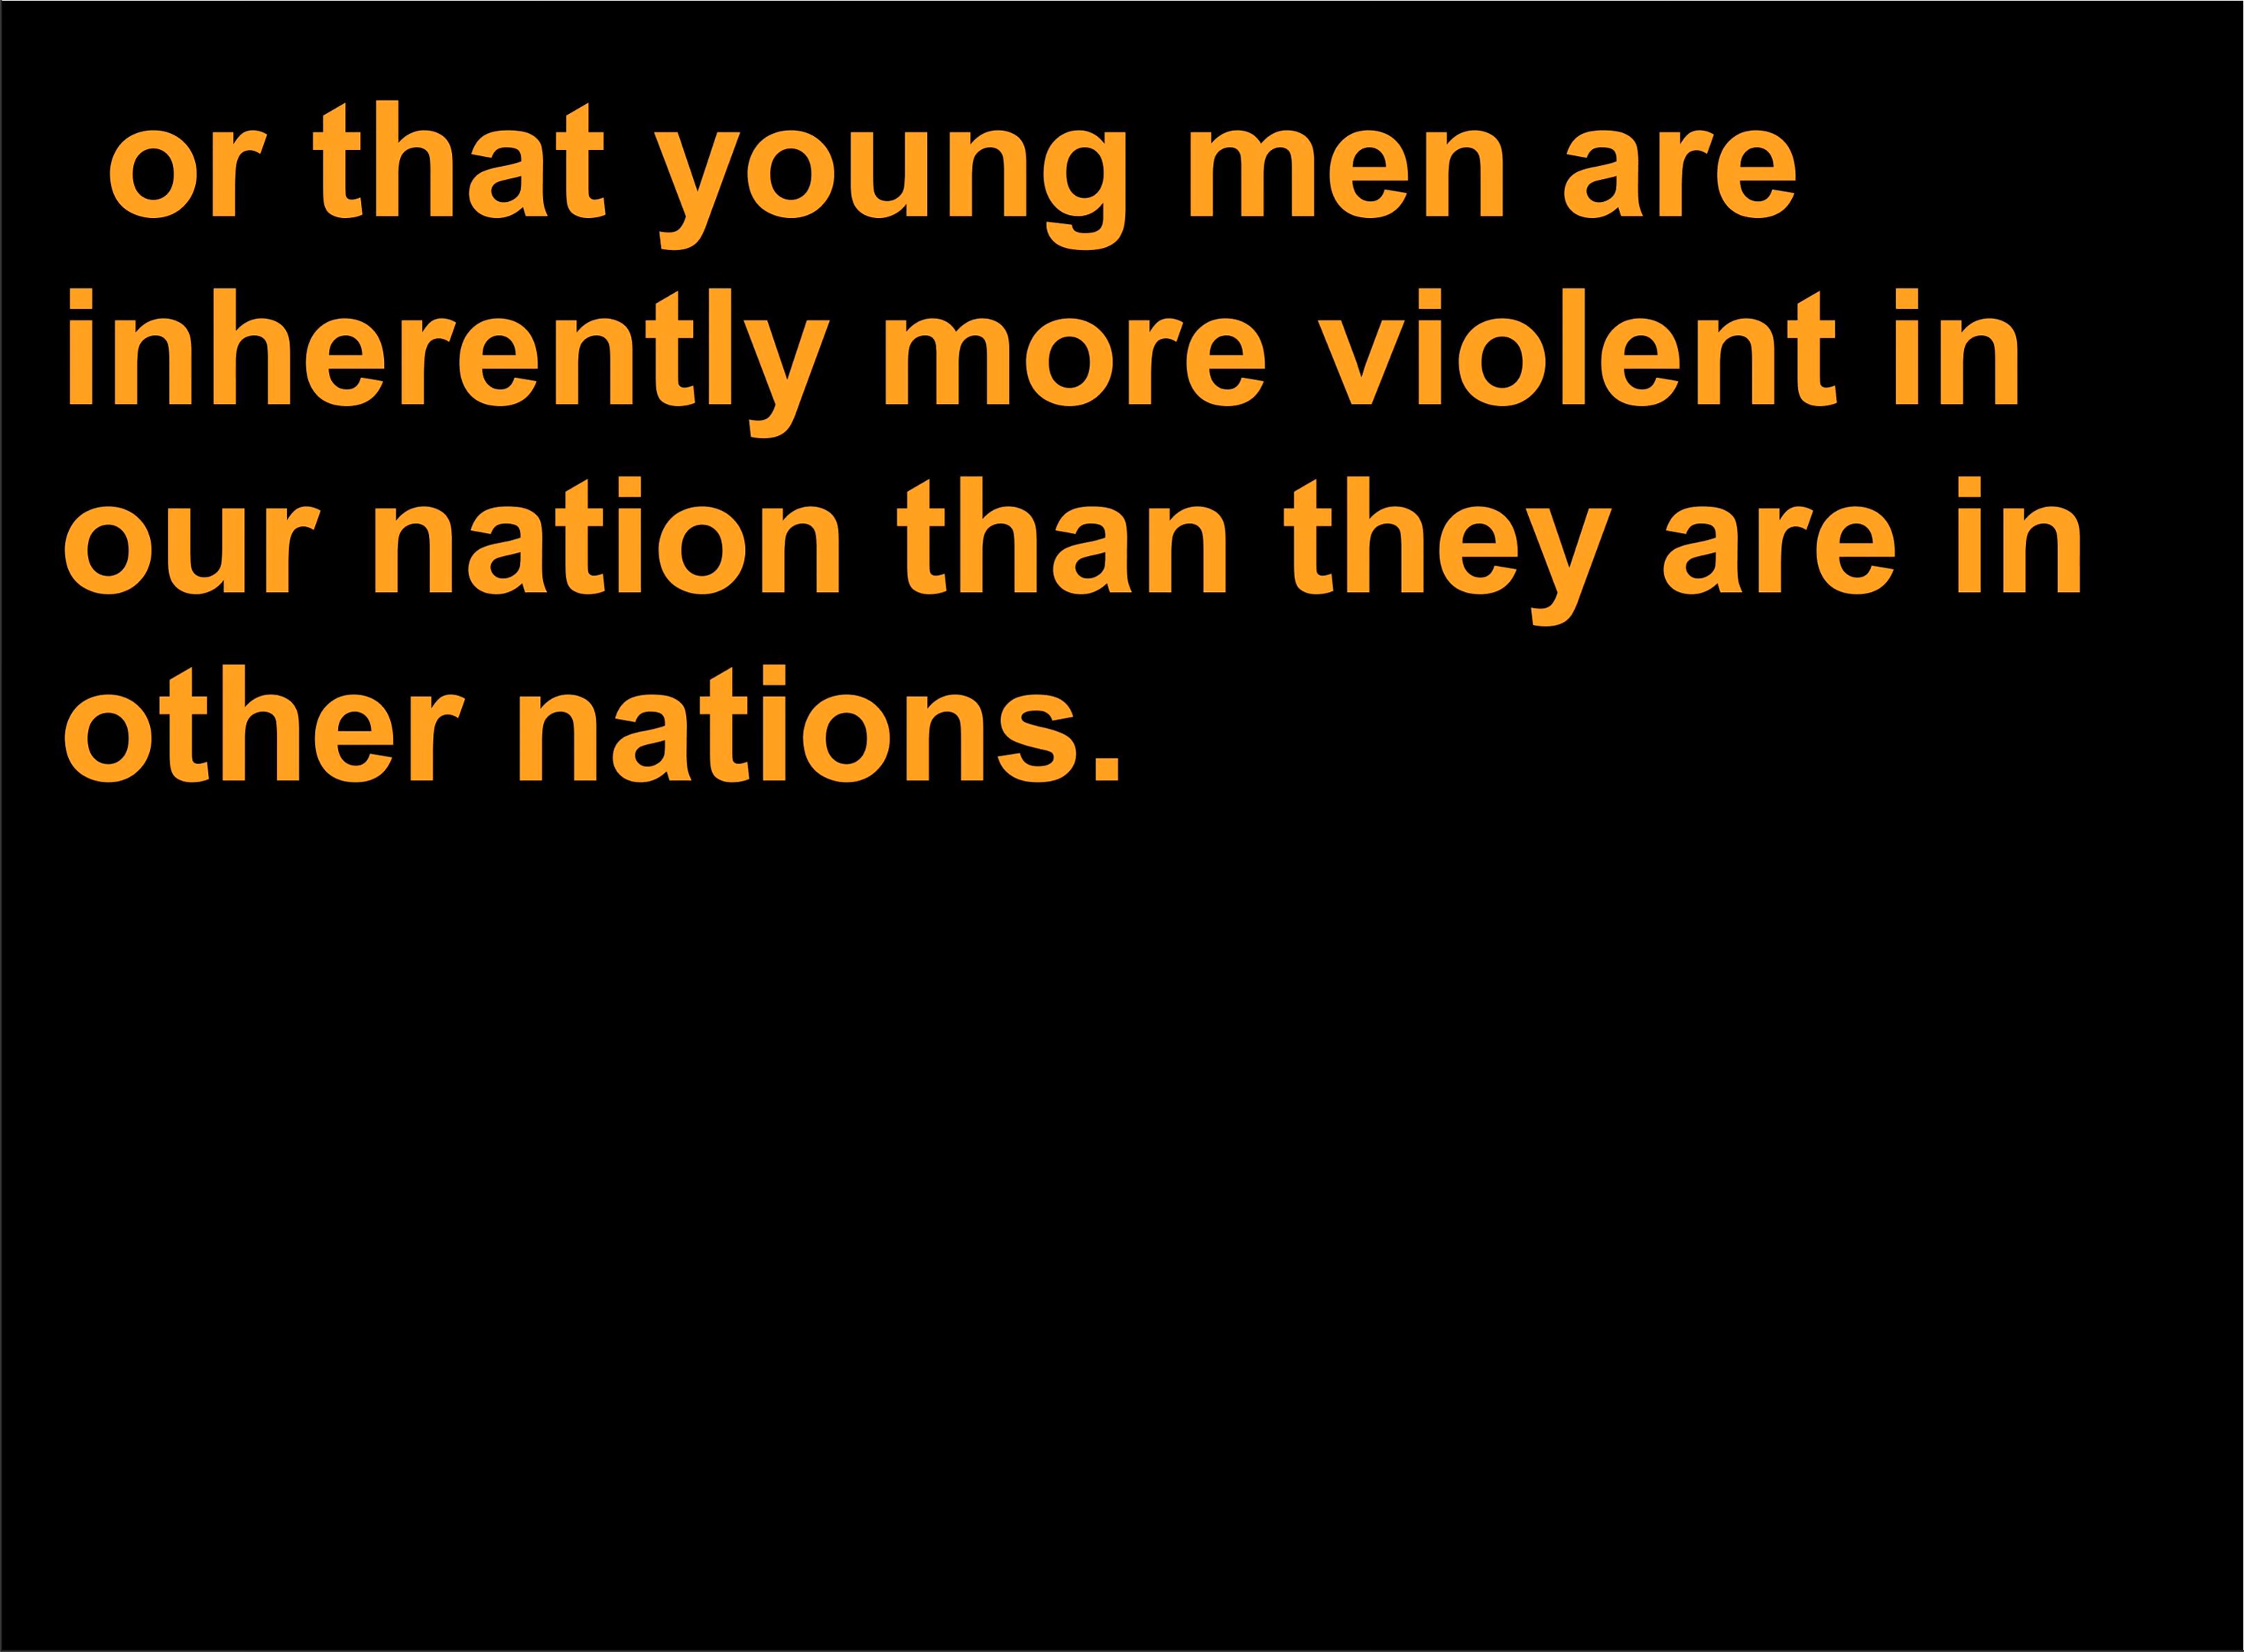 or that young men are
inherently more violent in
our nation than they are in
other nations.